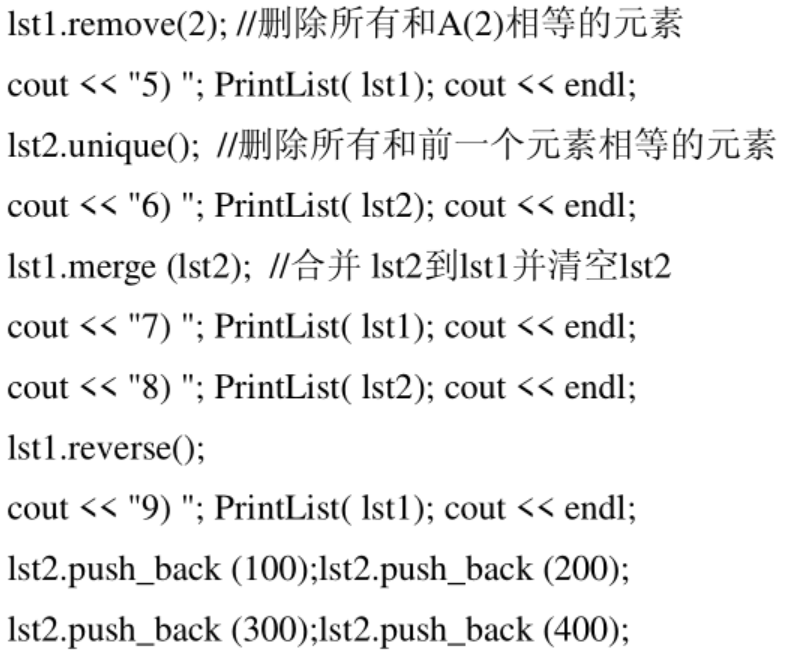 lst1.remove(2); //删除所有和A(2)相等的元素
cout << "5) "; PrintList( lst1); cout << endl;
lst2.unique();  //删除所有和前一个元素相等的元素
cout << "6) "; PrintList( lst2); cout << endl;
lst1.merge (lst2);  //合并 lst2到lst1并清空lst2
cout << "7) "; PrintList( lst1); cout << endl;
cout << "8) "; PrintList( lst2); cout << endl;
lst1.reverse();
cout << "9) "; PrintList( lst1); cout << endl;
lst2.push_back (100);lst2.push_back (200);
lst2.push_back (300);lst2.push_back (400);